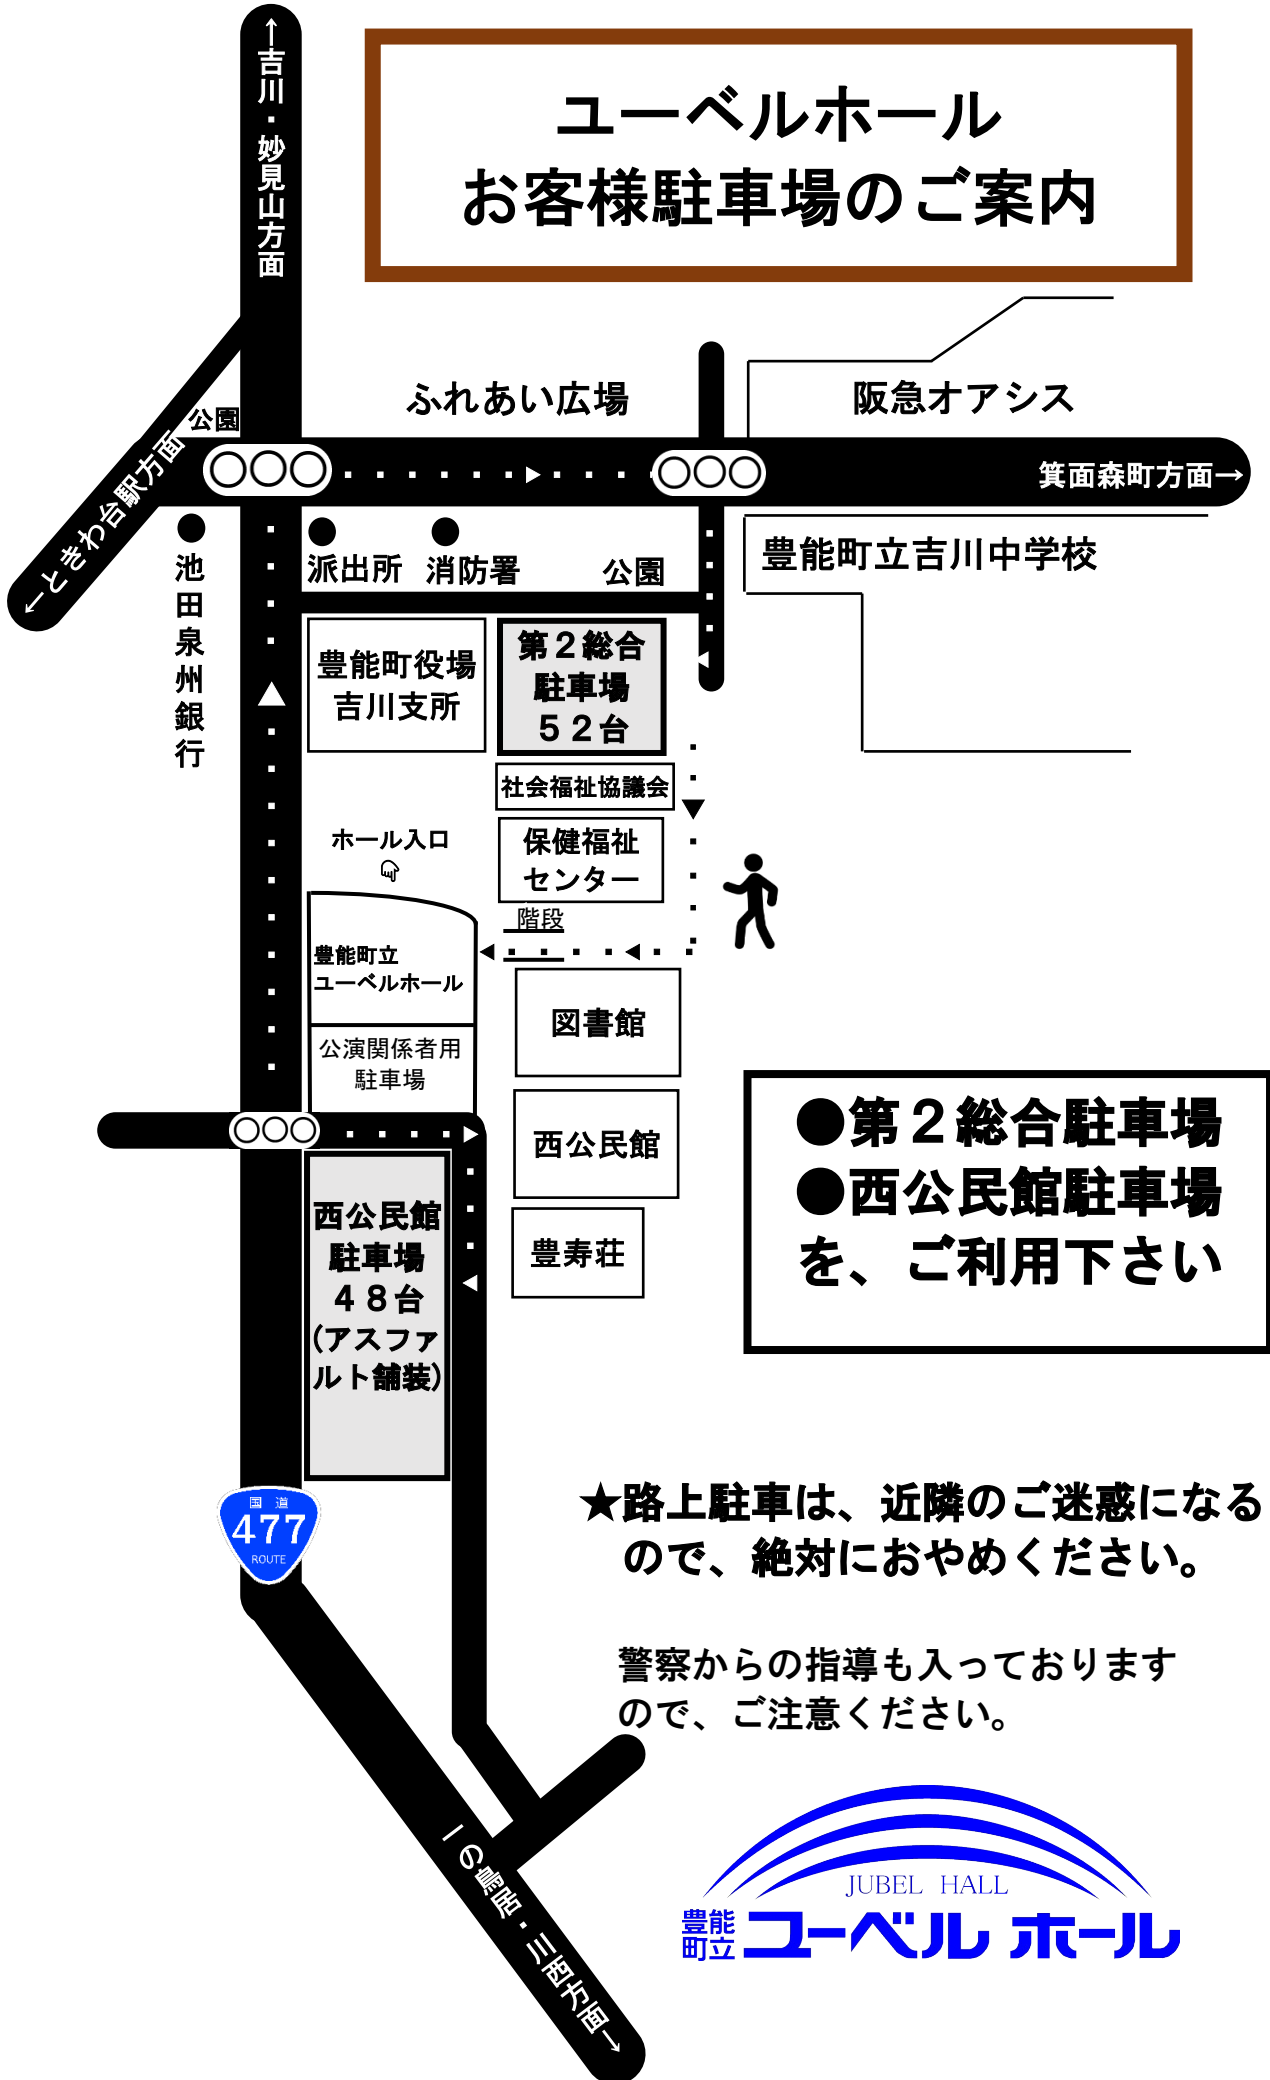 ユーベルホール
お客様駐車場のご案内
←吉川・妙見山方面
公園
ふれあい広場
阪急オアシス
箕面森町方面→
←ときわ台駅方面
●
池田泉州銀行
●
派出所
●
消防署
公園
豊能町立吉川中学校
豊能町役場
吉川支所
第２総合
駐車場
５２台
社会福祉協議会
保健福祉
センター
ホール入口
☟
階段
豊能町立
ユーベルホール
公演関係者用
駐車場
図書館
西公民館
豊寿荘
西公民館
駐車場
４８台
(アスファ
ルト舗装)
●第２総合駐車場
●西公民館駐車場
を、ご利用下さい
国道
477
ROUTE
★路上駐車は、近隣のご迷惑になる
ので、絶対におやめください。
警察からの指導も入っております
ので、ご注意ください。
一の鳥居・川西方面→
JUBEL HALL
豊能
町立
ユーベル ホール